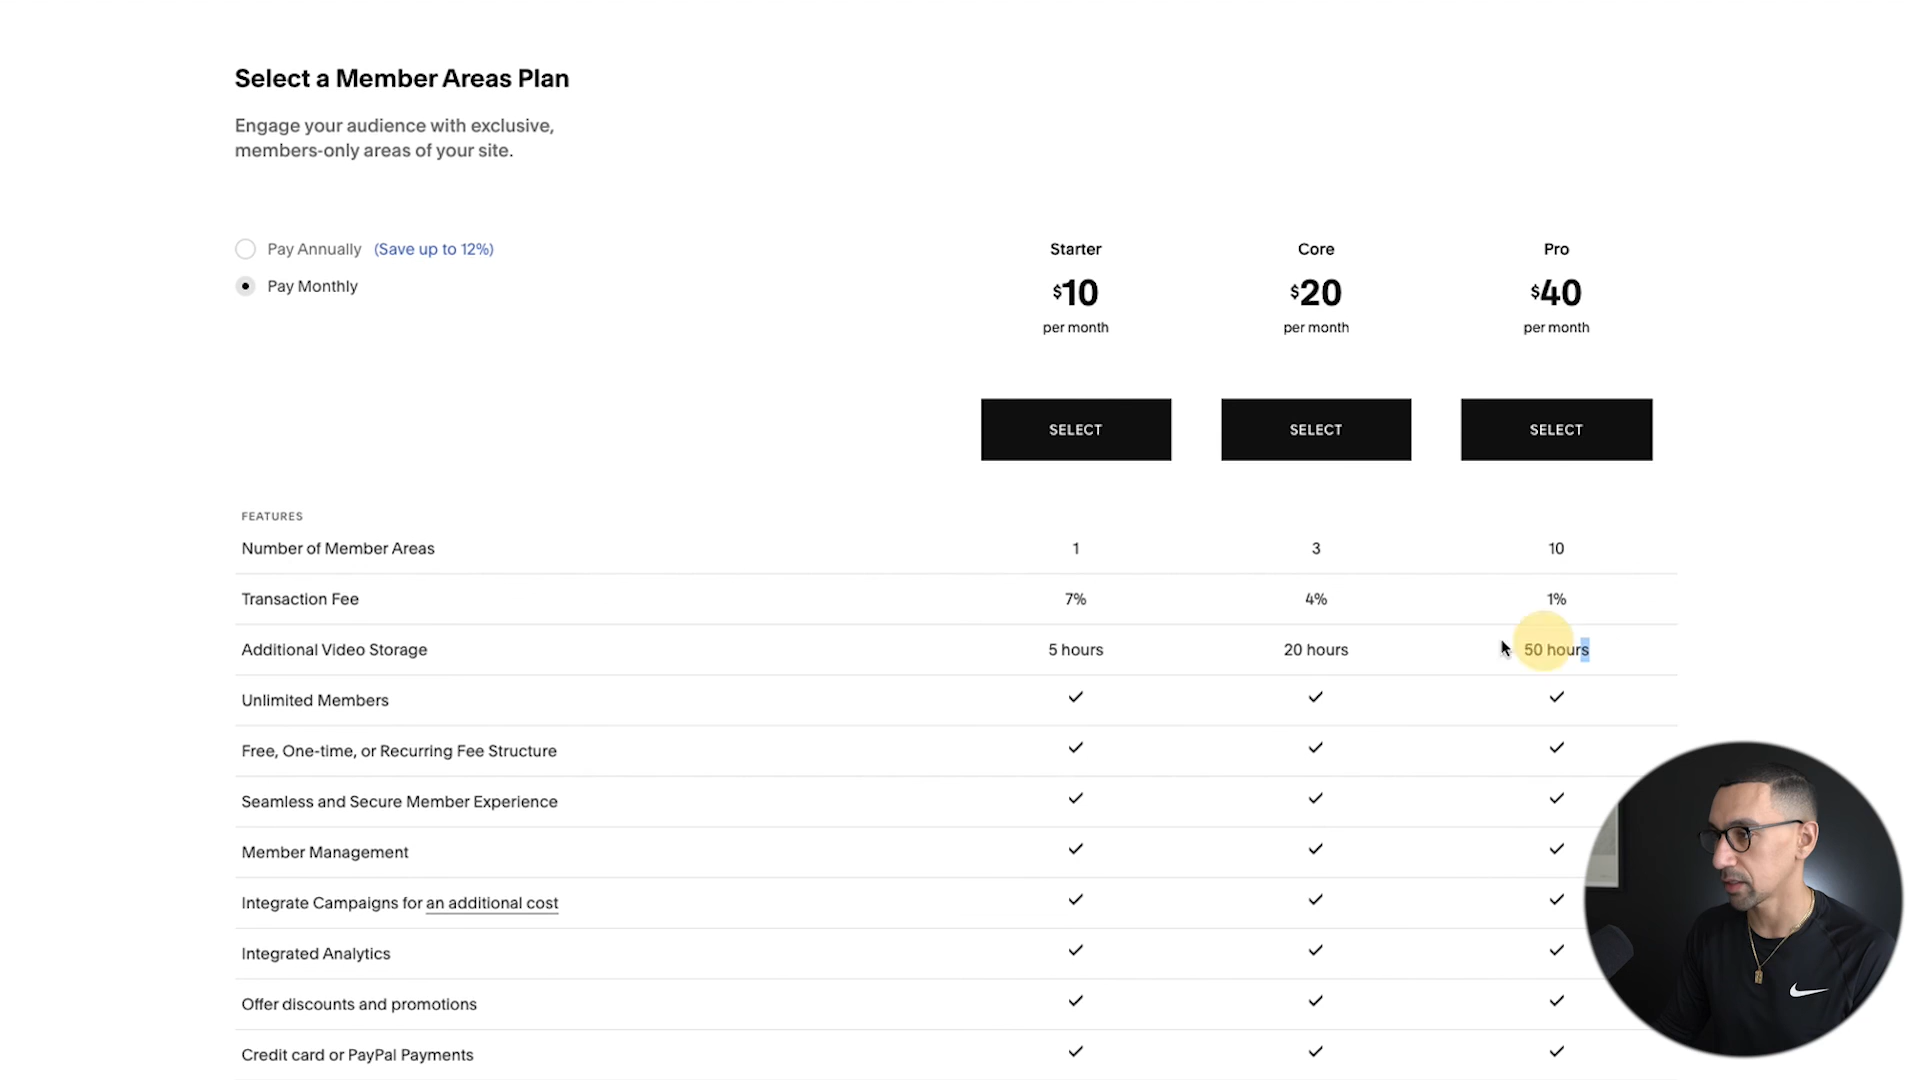 Select a Member Areas Plan
Engage your audience with exclusive,
members-only areas of your site.
Pay Annually (Save up to 12%)
Pay Monthly
Starter Core Pro
$10 $20 $40
per month per month per month
SELECT SELECT SELECT
FEATURES
Number of Member Areas 1 3 10
Transaction Fee 7% 4% 1%
Additional Video Storage 5 hours 20 hours 50 hours
Unlimited Members
Free, One-time, or Recurring Fee Structure
Seamless and Secure Member Experience
Member Management
Integrate Campaigns for an additional cost
Integrated Analytics
Offer discounts and promotions
Credit card or PayPal Payments